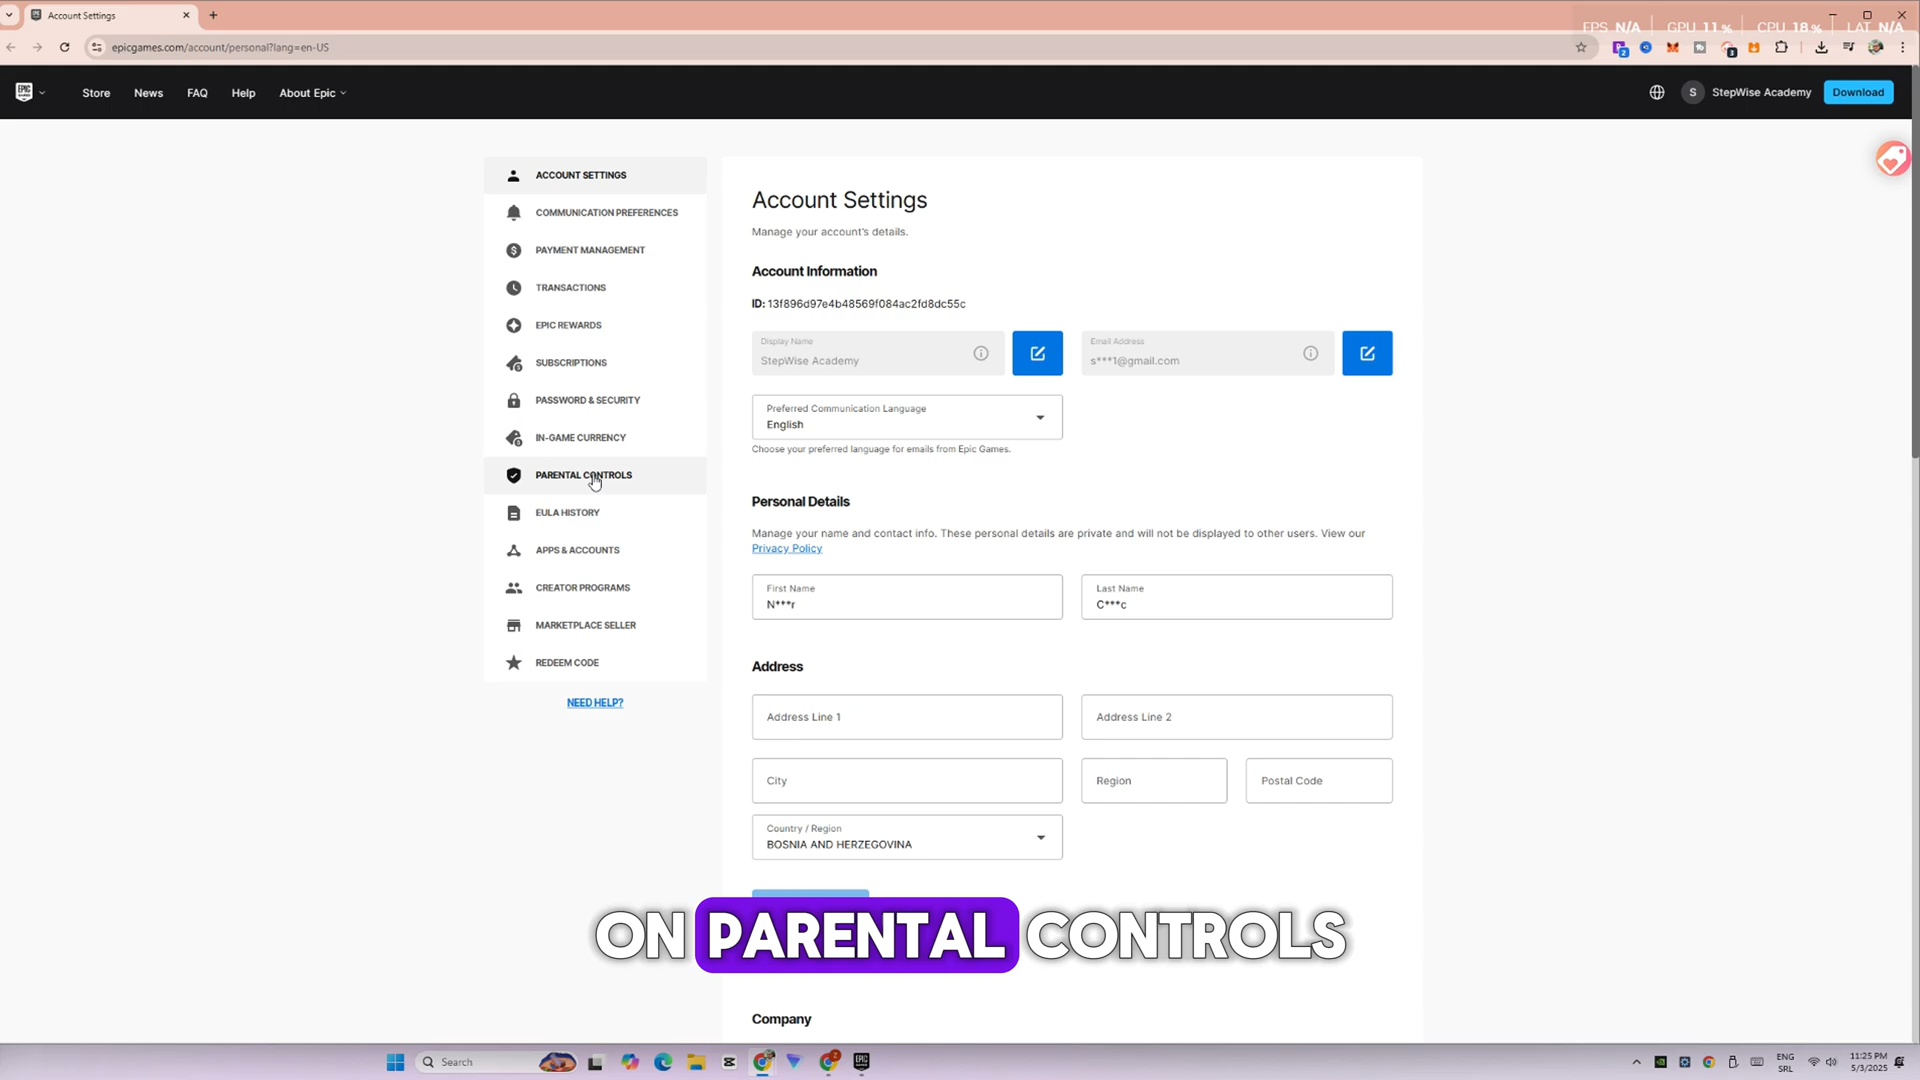 Account Settings
FPS N/A GPU 11% CPU 18% LAT N/A
epicgames.com/account/personal?lang=en-US
2
3
EPIC GAMES
Store
News
FAQ
Help
About Epic
S
StepWise Academy
Download
ACCOUNT SETTINGS
COMMUNICATION PREFERENCES
PAYMENT MANAGEMENT
TRANSACTIONS
EPIC REWARDS
SUBSCRIPTIONS
PASSWORD & SECURITY
IN-GAME CURRENCY
PARENTAL CONTROLS
EULA HISTORY
APPS & ACCOUNTS
CREATOR PROGRAMS
MARKETPLACE SELLER
REDEEM CODE
NEED HELP?
Account Settings
Manage your account's details.
Account Information
ID: 13f896d97e4b48569f084ac2fd8dc55c
Display Name
StepWise Academy
Email Address
s***1@gmail.com
Preferred Communication Language
English
Choose your preferred language for emails from Epic Games.
Personal Details
Manage your name and contact info. These personal details are private and will not be displayed to other users. View our
Privacy Policy
First Name
N***r
Last Name
C***c
Address
Address Line 1
Address Line 2
City
Region
Postal Code
Country / Region
BOSNIA AND HERZEGOVINA
ON PARENTAL CONTROLS
Company
Search
ENG
SRL
11:25 PM
5/3/2025